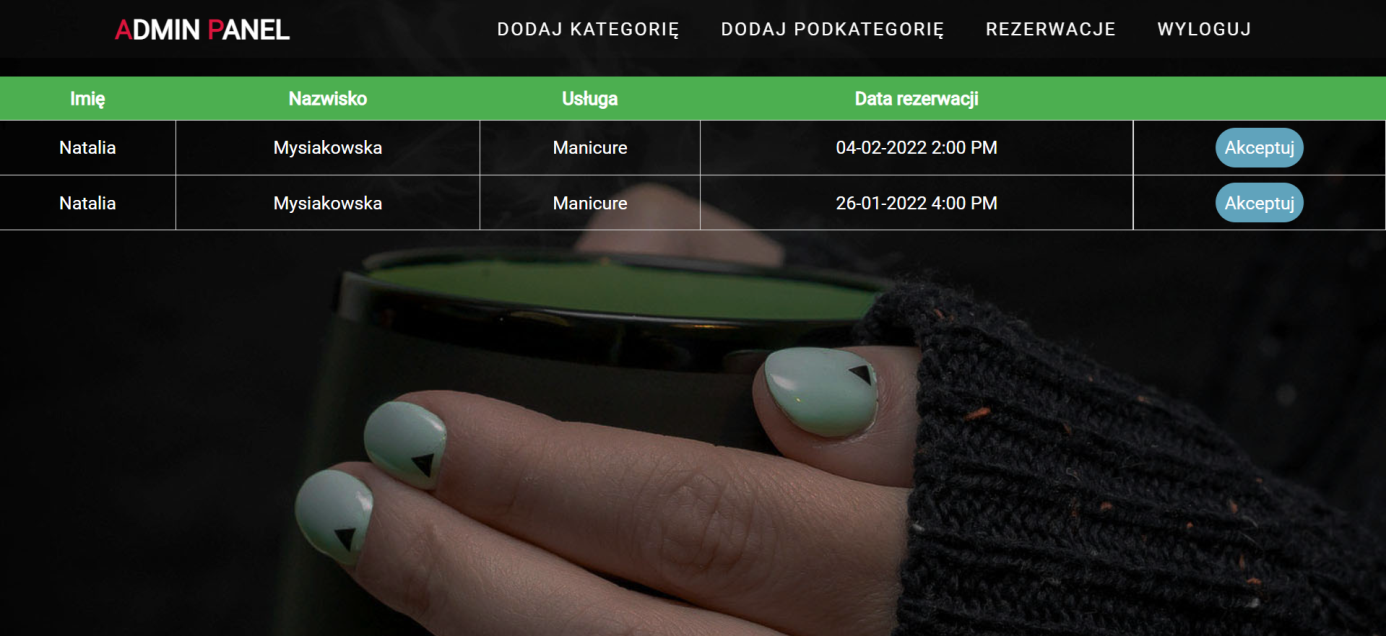 ADMIN PANEL DODAJ KATEGORIĘ DODAJ PODKATEGORIĘ REZERWACJE WYLOGUJ
Imię Nazwisko Usługa Data rezerwacji
Natalia Mysiakowska Manicure 04-02-2022 2:00 PM Akceptuj
Natalia Mysiakowska Manicure 26-01-2022 4:00 PM Akceptuj